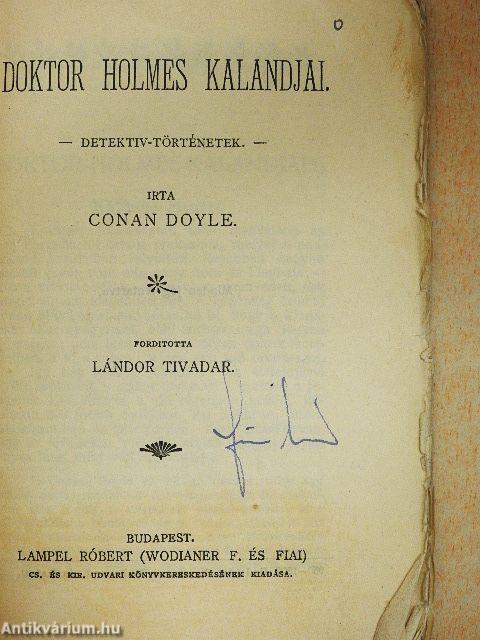 DOKTOR HOLMES KALANDJAI.
— DETEKTIV-TÖRTÉNETEK. —
IRTA
CONAN DOYLE.
FORDITOTTA
LÁNDOR TIVADAR.
BUDAPEST.
LAMPEL RÓBERT (WODIANER F. ÉS FIAI)
CS. ÉS KIR. UDVARI KÖNYVKERESKEDÉSÉNEK KIADÁSA.
Antikvárium.hu